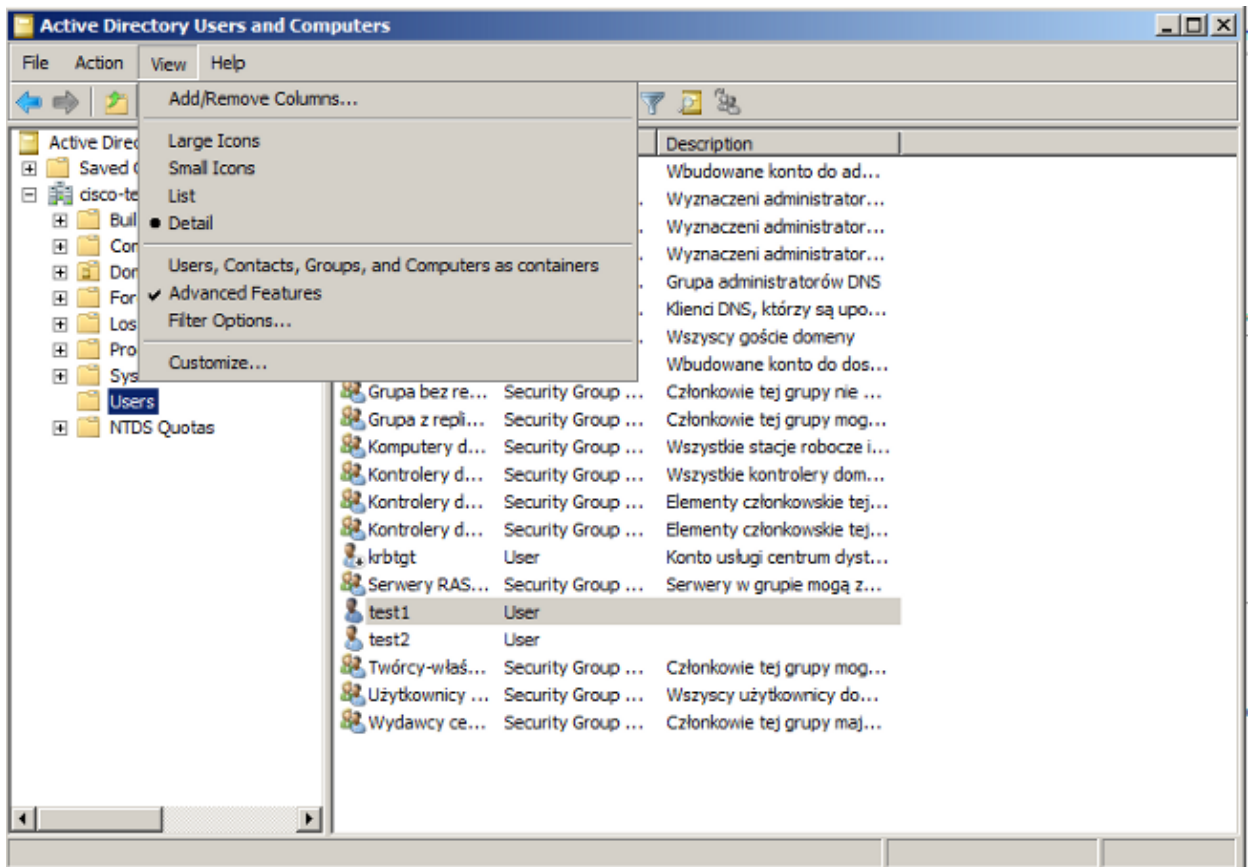 Active Directory Users and Computers
File Action View Help
Add/Remove Columns...
Large Icons
Small Icons
List
Detail
Users, Contacts, Groups, and Computers as containers
Advanced Features
Filter Options...
Customize...
Active Direc
Saved
cisco-te
Buil
Cor
Dor
For
Los
Pro
Sys
Users
NTDS Quotas
Description
Wbudowane konto do ad...
Wyznaczeni administrator...
Wyznaczeni administrator...
Wyznaczeni administrator...
Grupa administratorów DNS
Klienci DNS, którzy są upo...
Wszyscy goście domeny
Wbudowane konto do dos...
Grupa bez re... Security Group ... Członkowie tej grupy nie ...
Grupa z repli... Security Group ... Członkowie tej grupy mog...
Komputery d... Security Group ... Wszystkie stacje robocze i...
Kontrolery d... Security Group ... Wszystkie kontrolery dom...
Kontrolery d... Security Group ... Elementy członkowskie tej...
Kontrolery d... Security Group ... Elementy członkowskie tej...
krbtgt User Konto usługi centrum dyst...
Serwery RAS... Security Group ... Serwery w grupie mogą z...
test1 User
test2 User
Twórcy-właś... Security Group ... Członkowie tej grupy mog...
Użytkownicy ... Security Group ... Wszyscy użytkownicy do...
Wydawcy ce... Security Group ... Członkowie tej grupy maj...